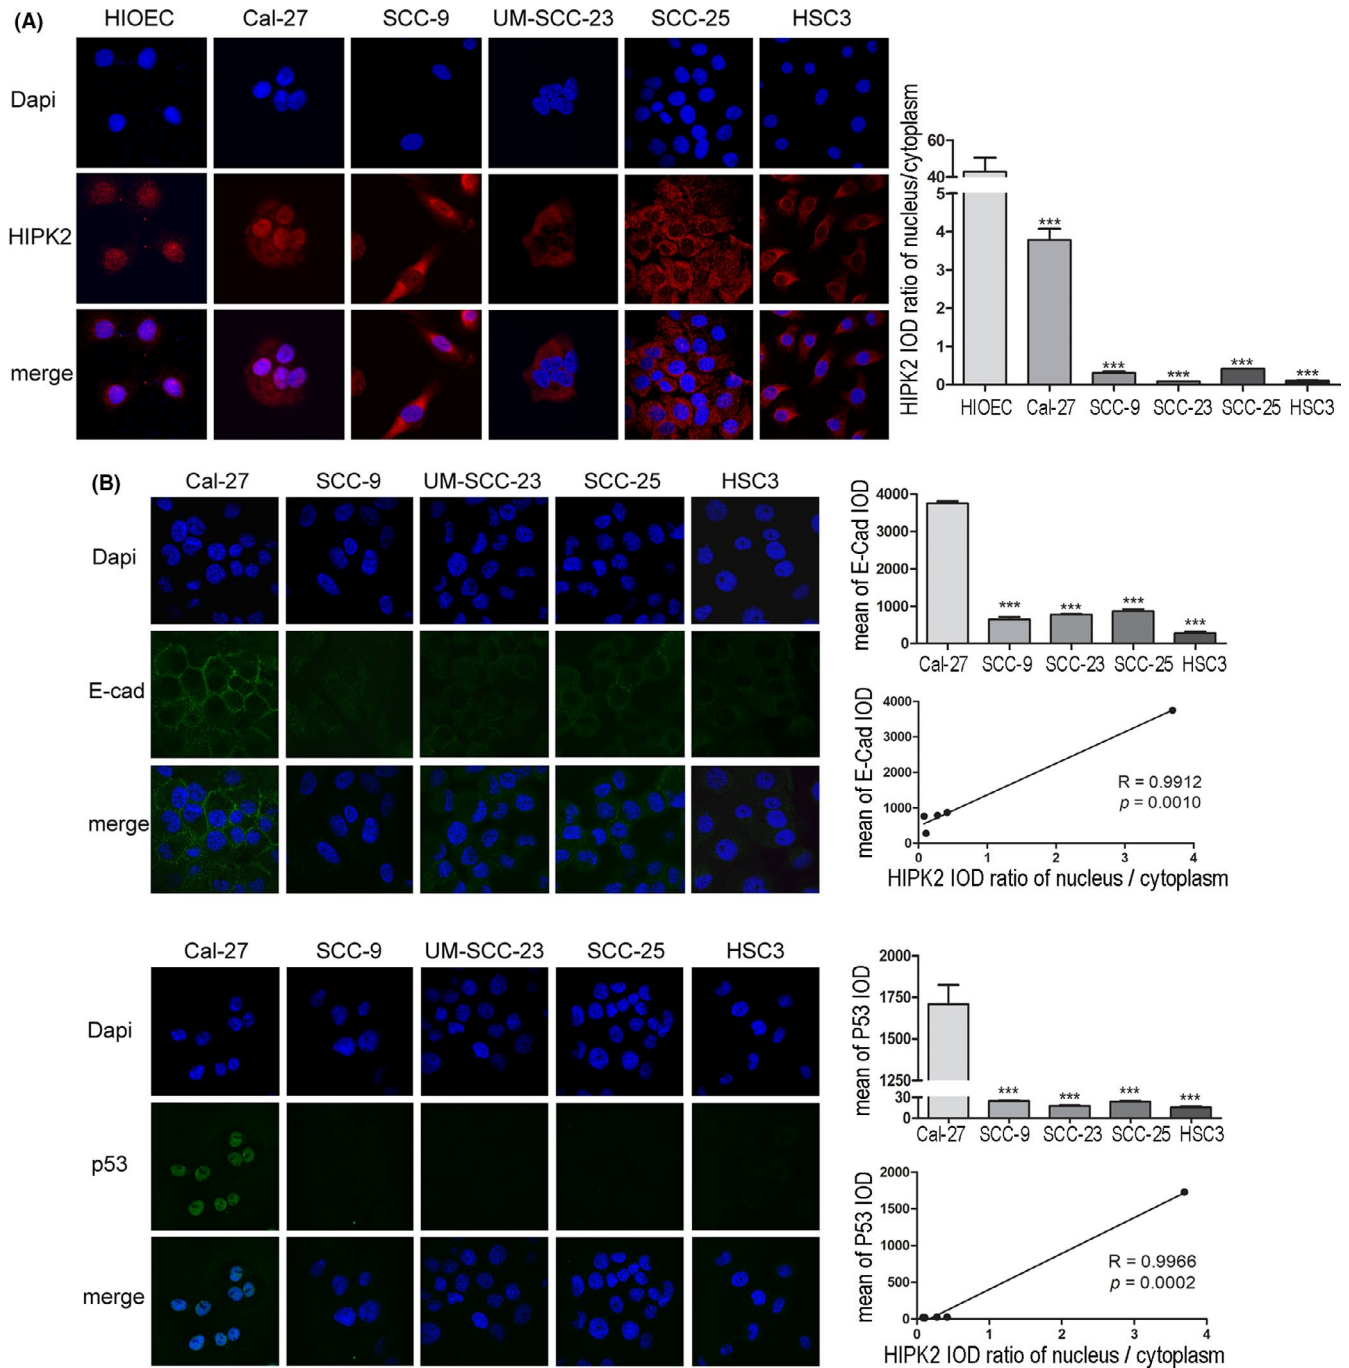 (A)
HIOEC Cal-27 SCC-9 UM-SCC-23 SCC-25 HSC3
Dapi
HIPK2
merge
HIPK2 IOD ratio of nucleus/cytoplasm
60
40
5
4
3
2
1
0
***
*** *** *** ***
HIOEC Cal-27 SCC-9 SCC-23 SCC-25 HSC3
(B)
Cal-27 SCC-9 UM-SCC-23 SCC-25 HSC3
Dapi
E-cad
merge
mean of E-Cad IOD
4000
3000
2000
1000
0
*** *** *** ***
Cal-27 SCC-9 SCC-23 SCC-25 HSC3
mean of E-Cad IOD
4000
3000
2000
1000
0
R = 0.9912
p = 0.0010
0 1 2 3 4
HIPK2 IOD ratio of nucleus / cytoplasm
Cal-27 SCC-9 UM-SCC-23 SCC-25 HSC3
Dapi
p53
merge
mean of P53 IOD
2000
1750
1500
1250
30
0
*** *** *** ***
Cal-27 SCC-9 SCC-23 SCC-25 HSC3
mean of P53 IOD
2000
1500
1000
500
0
R = 0.9966
p = 0.0002
0 1 2 3 4
HIPK2 IOD ratio of nucleus / cytoplasm